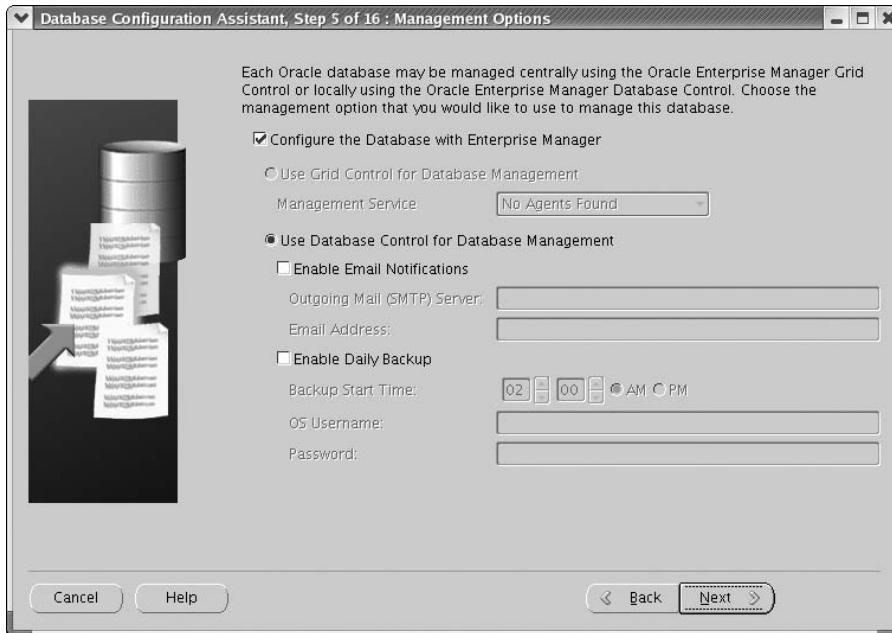 Database Configuration Assistant, Step 5 of 16 : Management Options
Each Oracle database may be managed centrally using the Oracle Enterprise Manager Grid
Control or locally using the Oracle Enterprise Manager Database Control. Choose the
management option that you would like to use to manage this database.
Configure the Database with Enterprise Manager
Use Grid Control for Database Management
Management Service
No Agents Found
Use Database Control for Database Management
Enable Email Notifications
Outgoing Mail (SMTP) Server:
Email Address:
Enable Daily Backup
Backup Start Time:
02 00 AM PM
OS Username:
Password:
Cancel
Help
Back
Next